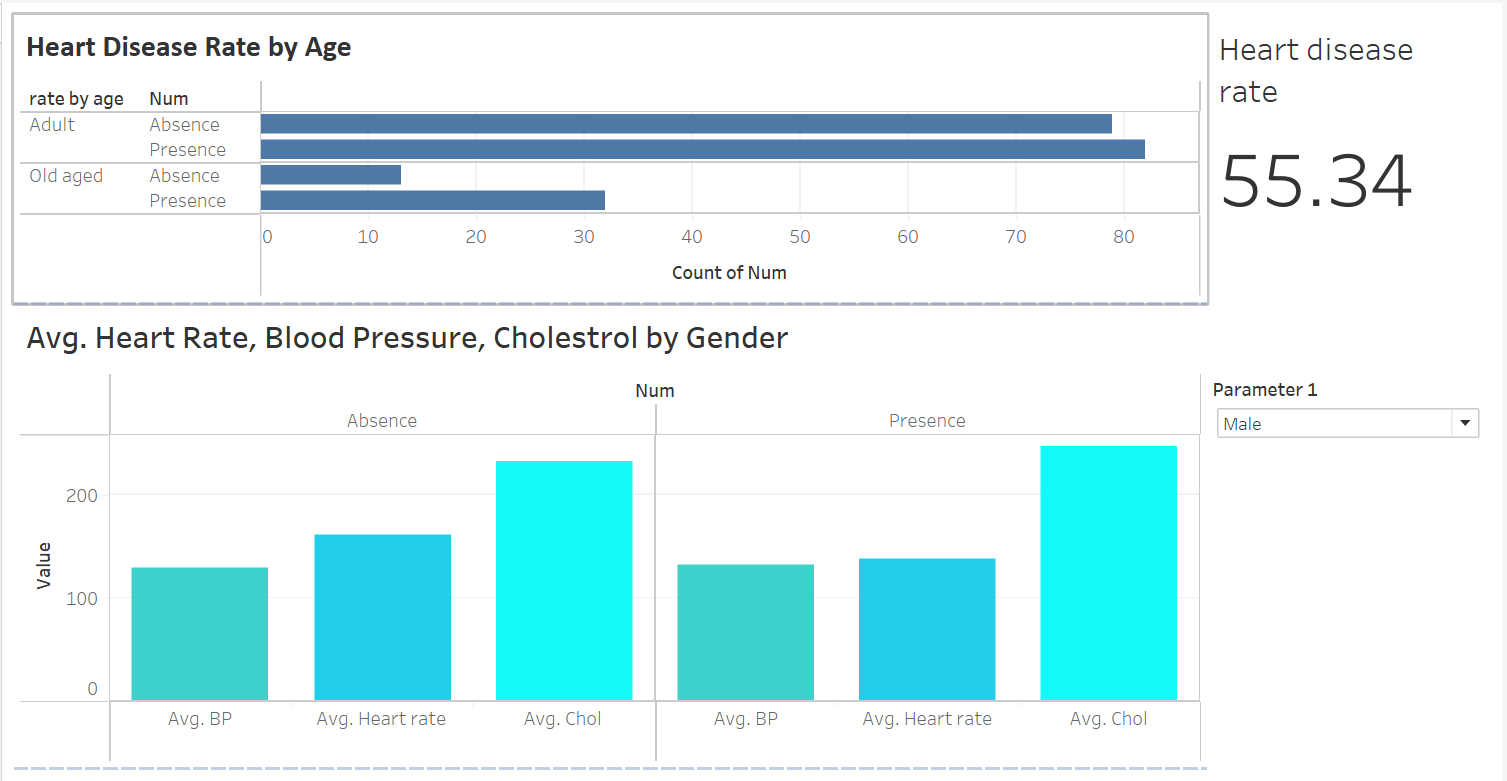 Heart Disease Rate by Age
rate by age Num
Adult Absence
Presence
Old aged Absence
Presence
0 10 20 30 40 50 60 70 80
Count of Num
Heart disease
rate
55.34
Avg. Heart Rate, Blood Pressure, Cholestrol by Gender
Num
Absence Presence
200
100
0
Value
Avg. BP Avg. Heart rate Avg. Chol Avg. BP Avg. Heart rate Avg. Chol
Parameter 1
Male